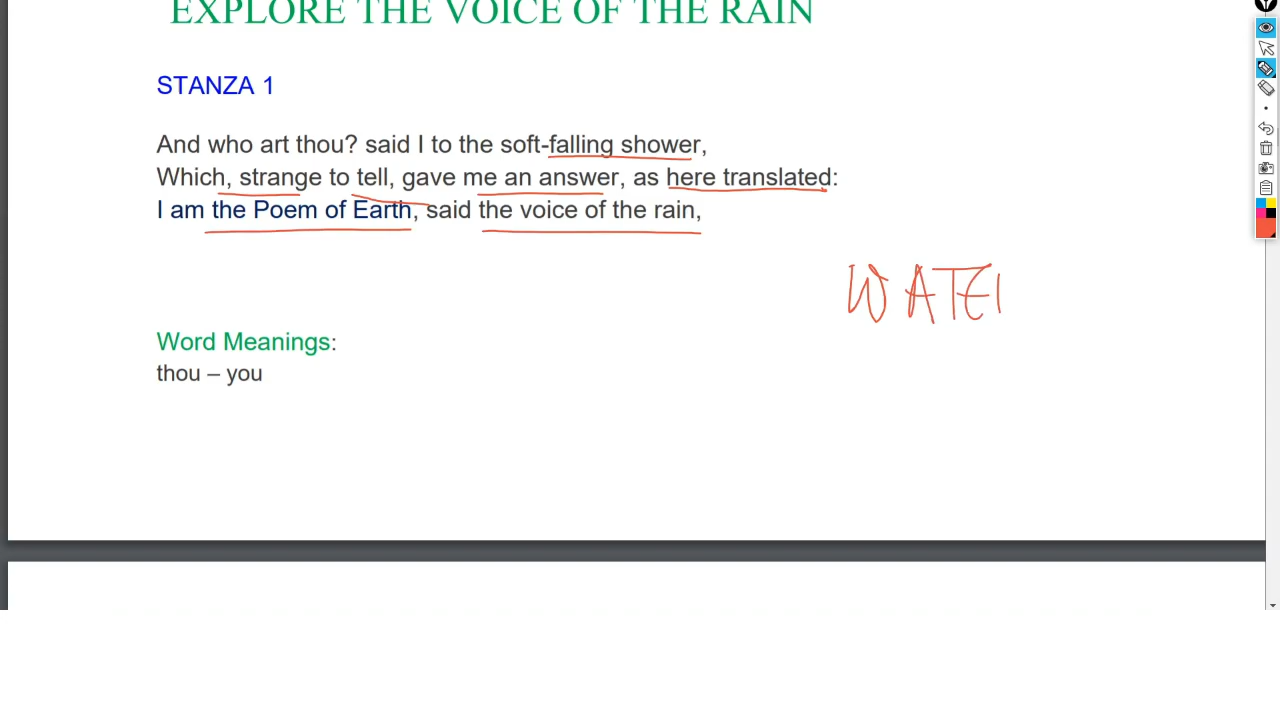 EXPLORE THE VOICE OF THE RAIN
STANZA 1
And who art thou? said I to the soft-falling shower,
Which, strange to tell, gave me an answer, as here translated:
I am the Poem of Earth, said the voice of the rain,
WATE
Word Meanings:
thou – you